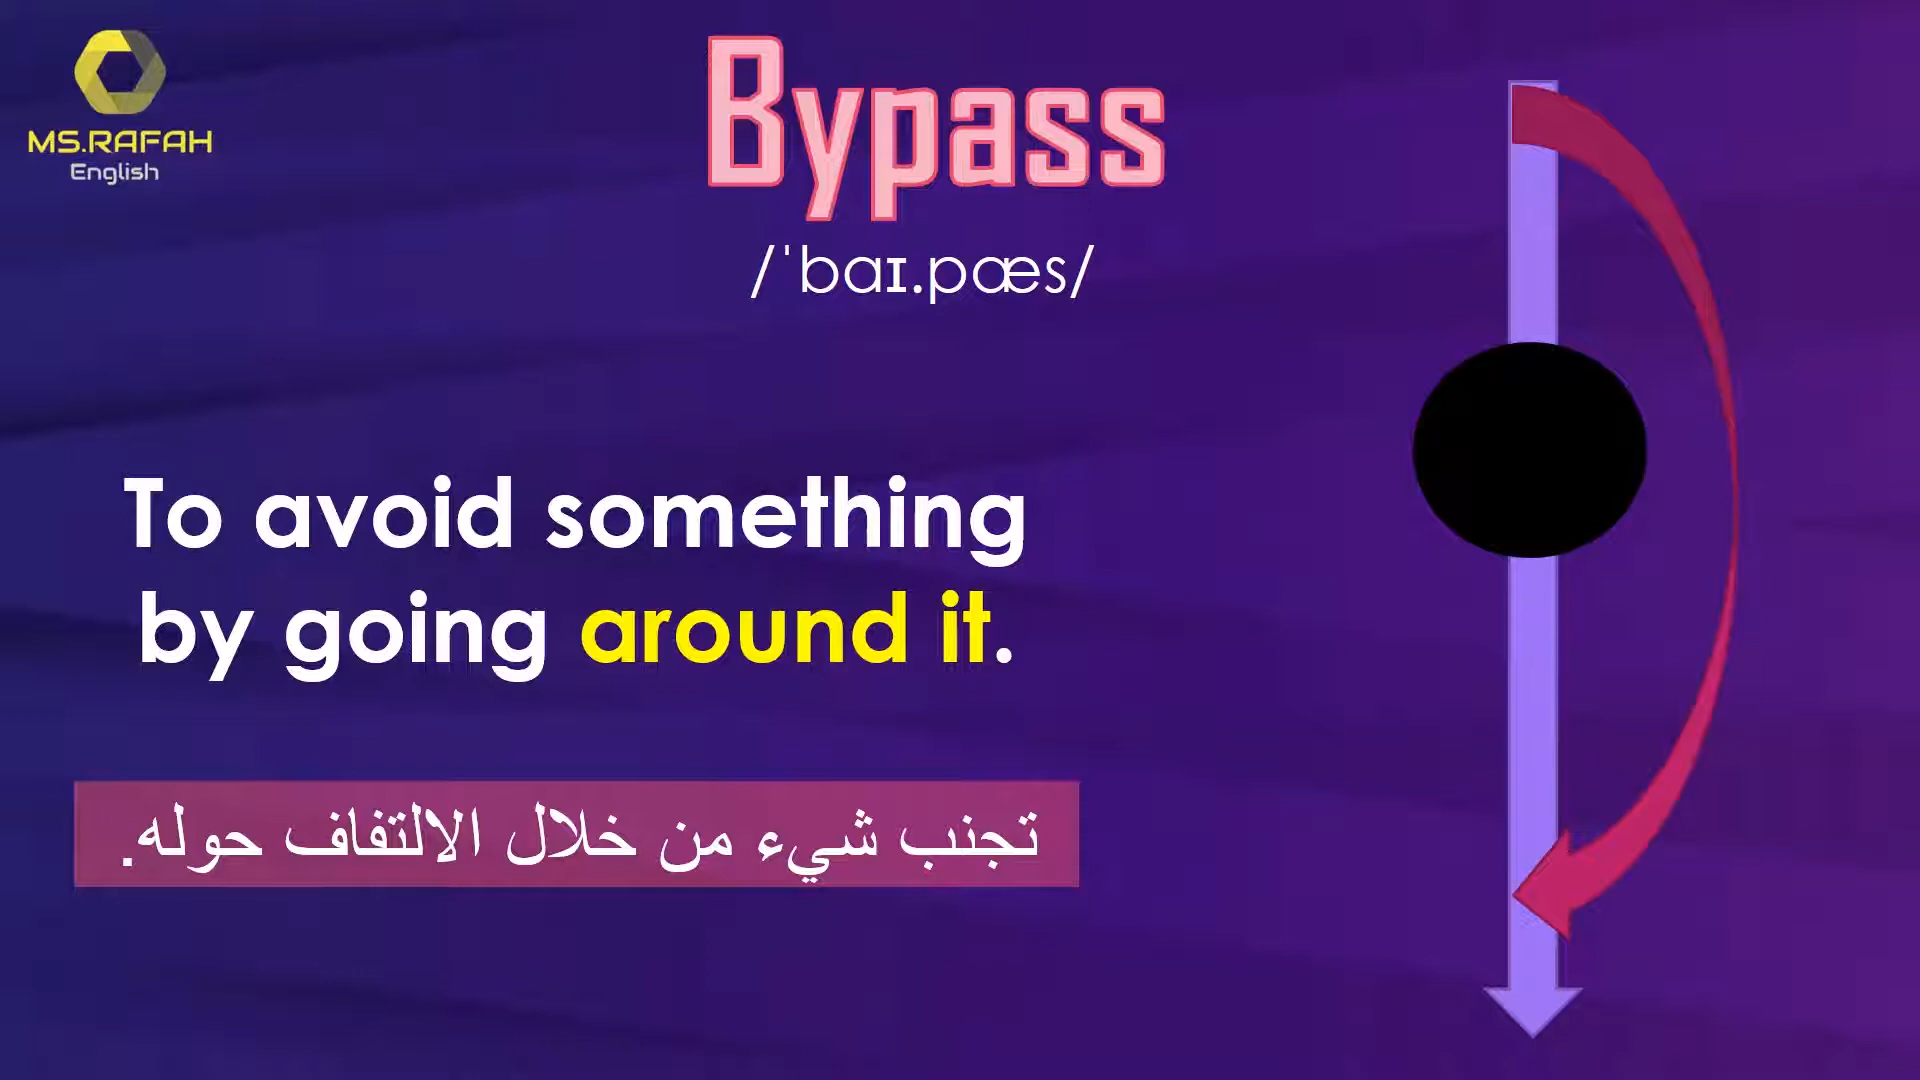 MS.RAFAH
English
Bypass
/ˈbaɪ.pæs/
To avoid something
by going around it.
تجنب شيء من خلال الالتفاف حوله.